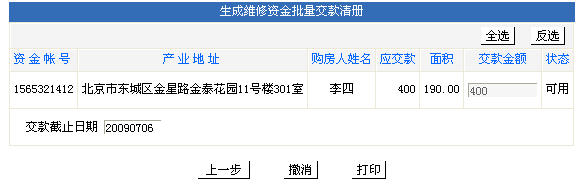 生成维修资金批量交款清册
全选 反选
资金帐号 产业地址 购房人姓名 应交款 面积 交款金额 状态
1565321412 北京市东城区金星路金泰花园11号楼301室 李四 400 190.00 400 可用
交款截止日期 20090706
上一步 撤消 打印